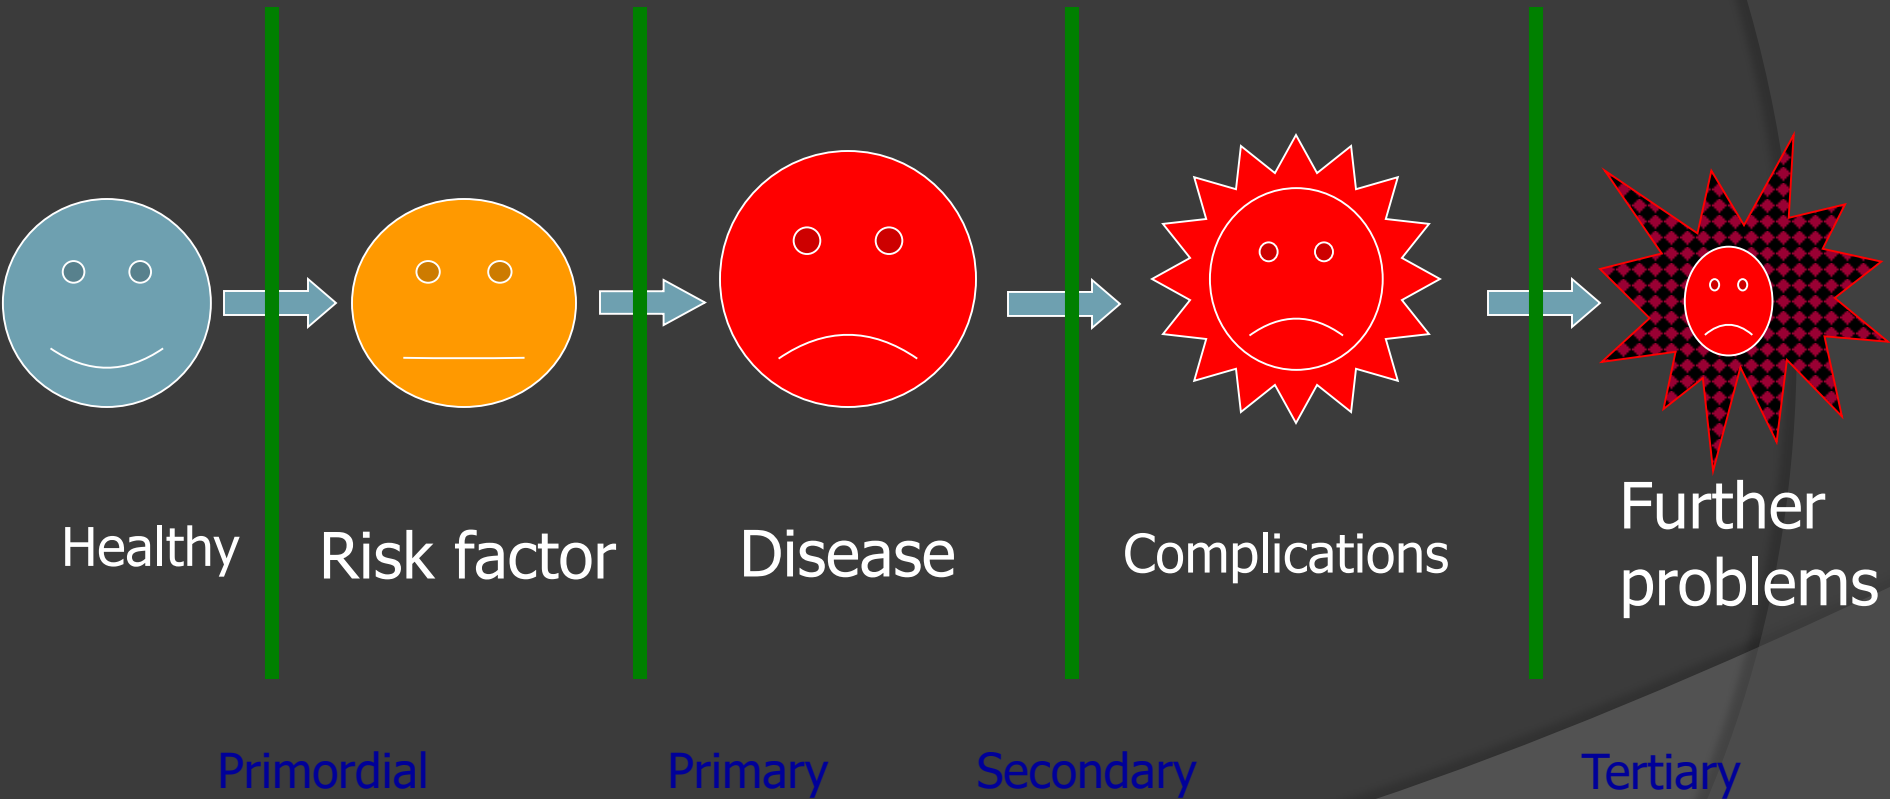 Healthy
Risk factor
Disease
Complications
Further
problems
Primordial
Primary
Secondary
Tertiary